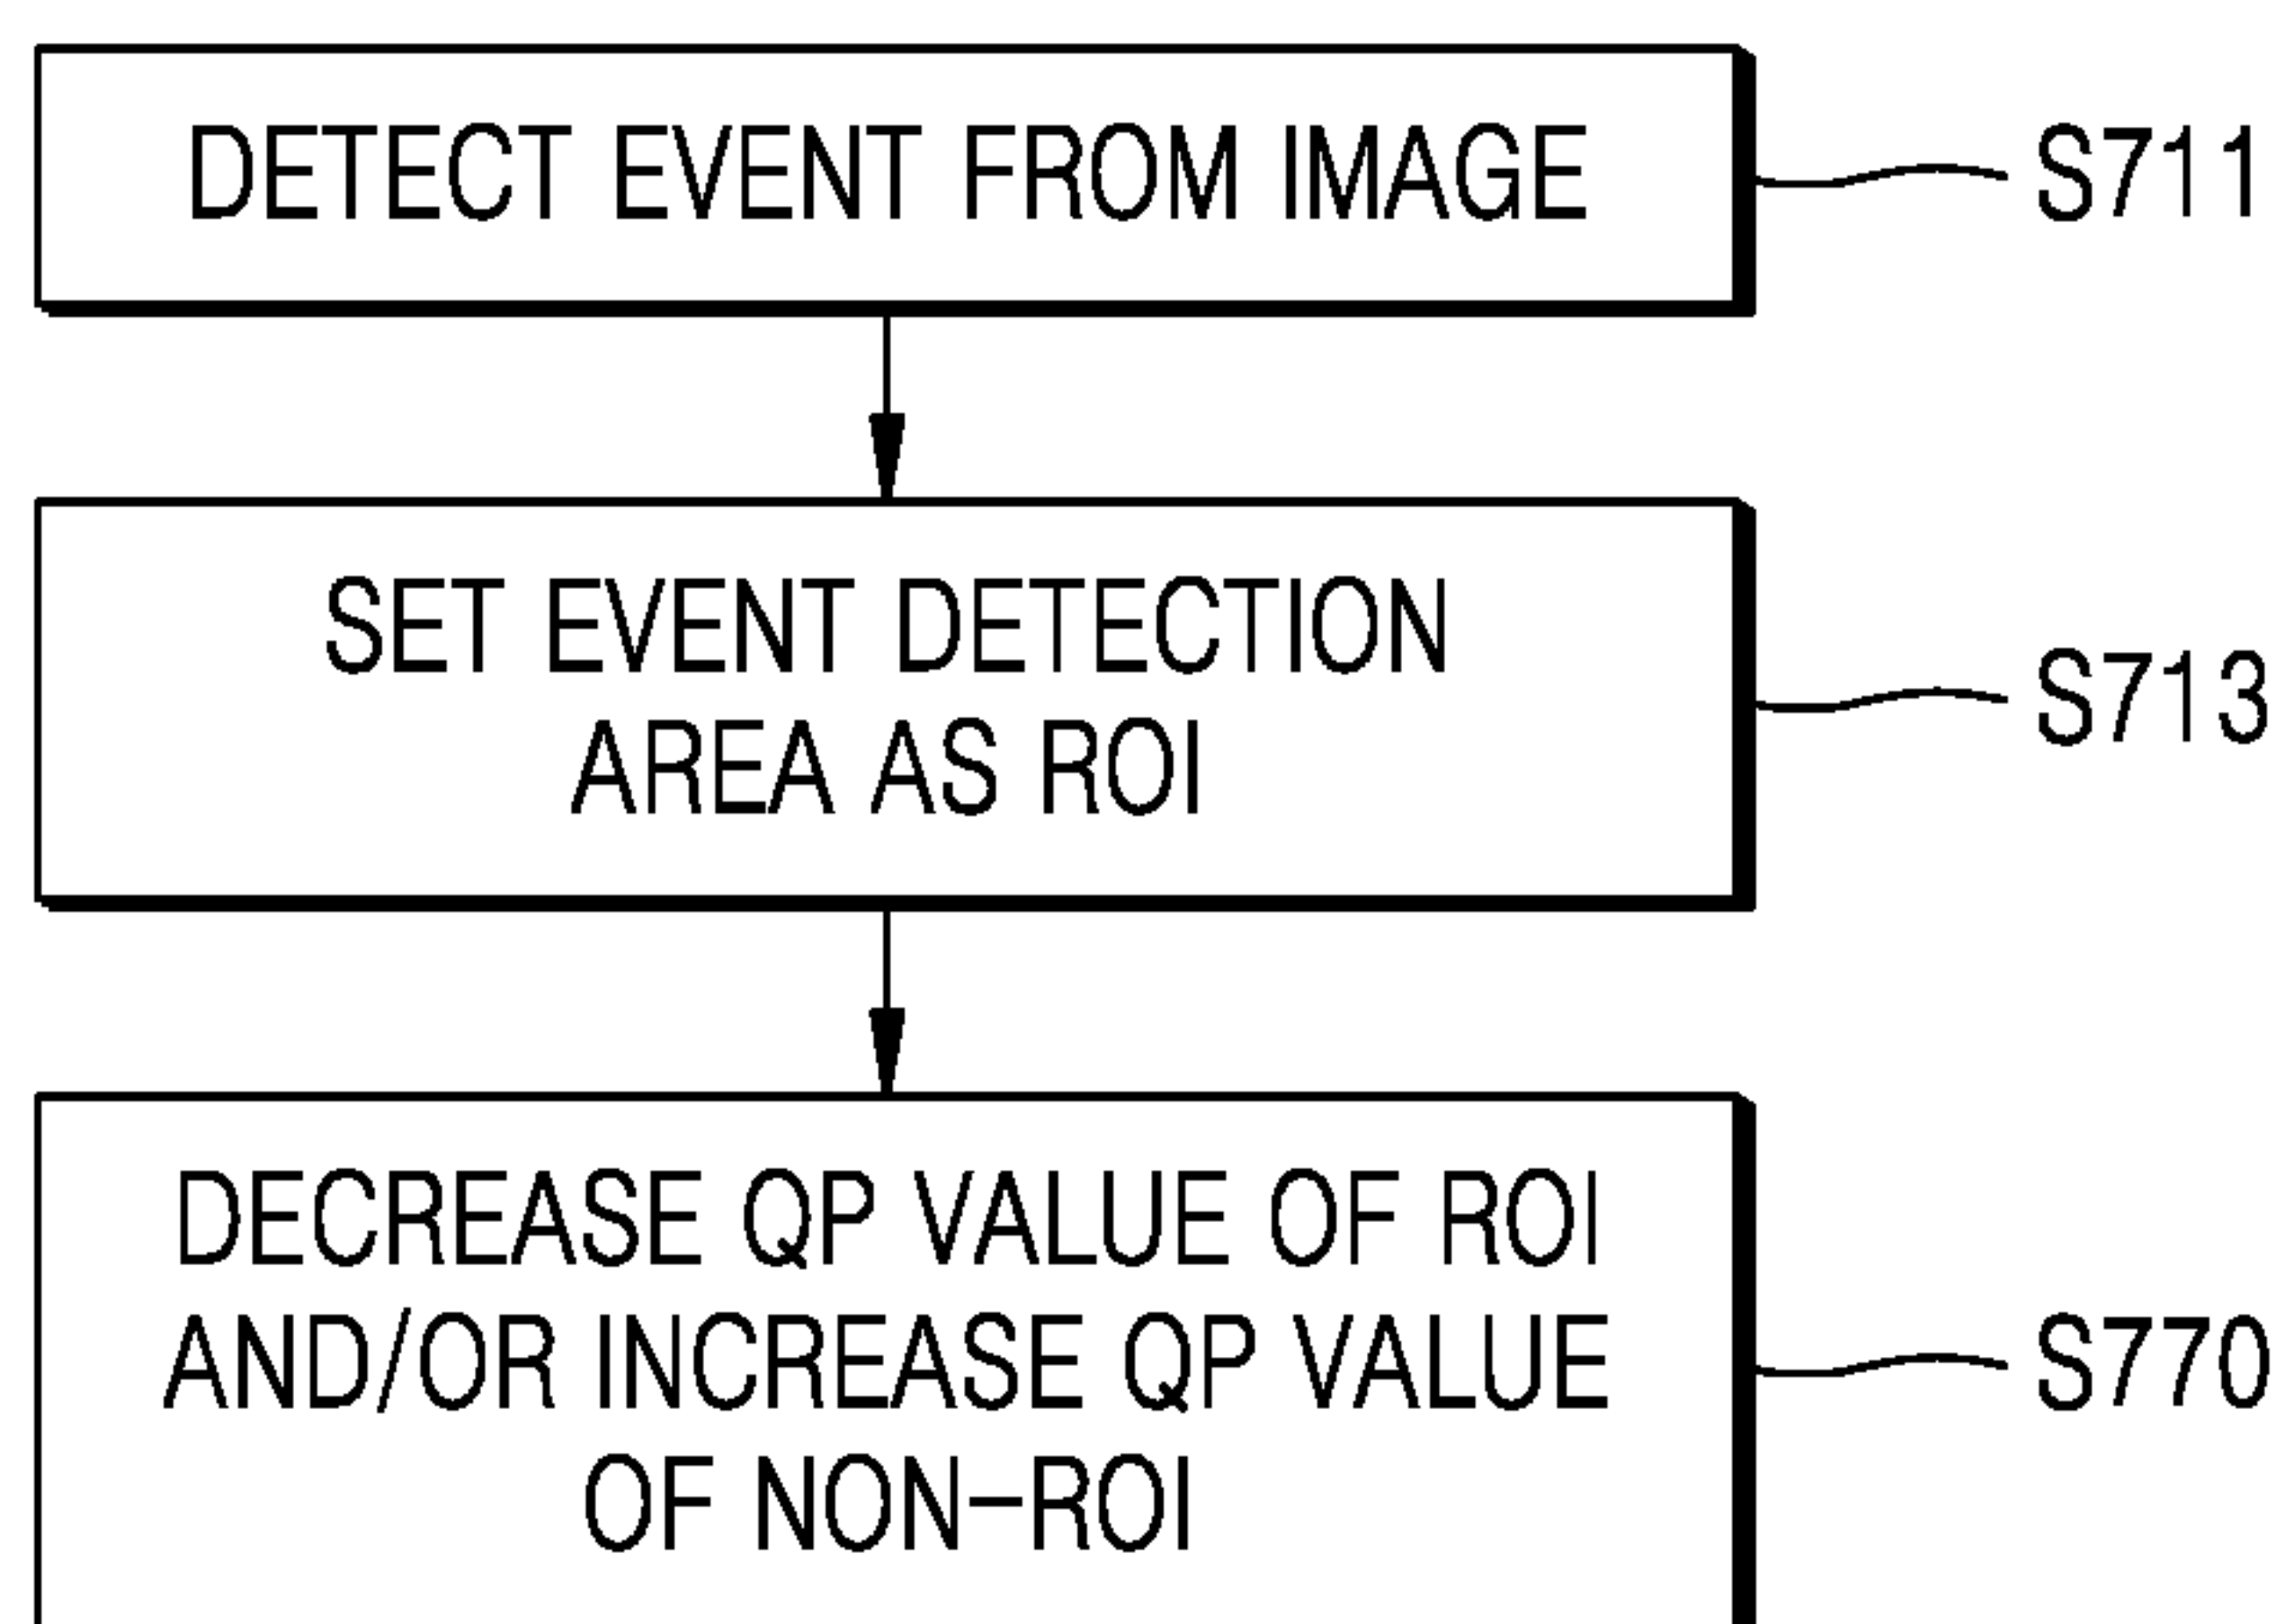 DETECT EVENT FROM IMAGE
S711
SET EVENT DETECTION
AREA AS ROI
S713
DECREASE QP VALUE OF ROI
AND/OR INCREASE QP VALUE
OF NON-ROI
S770